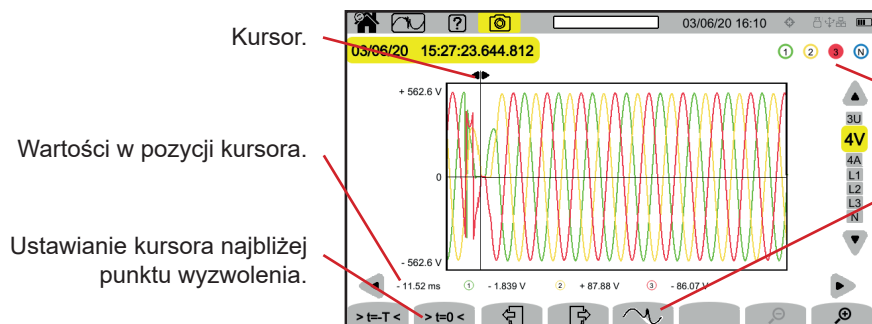 03/06/20 16:10
Kursor.
03/06/20 15:27:23.644.812
1 2 3 N
+ 562.6 V
3U
4V
4A
L1
L2
L3
N
Wartości w pozycji kursora.
0
Ustawianie kursora najbliżej
punktu wyzwolenia.
- 562.6 V
- 11.52 ms 1 - 1.839 V 2 + 87.88 V 3 - 86.07 V
> t=-T < > t=0 <